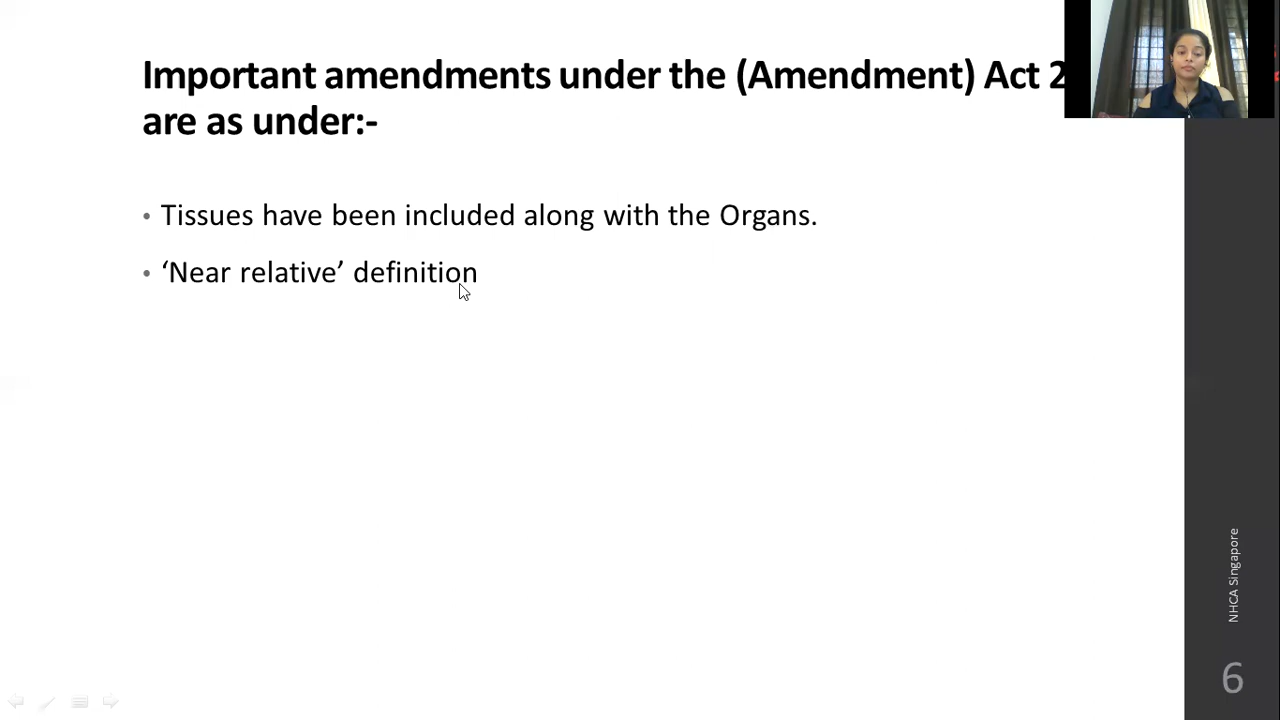 Important amendments under the (Amendment) Act
are as under:-
• Tissues have been included along with the Organs.
• ‘Near relative’ definition
NHCA Singapore
6